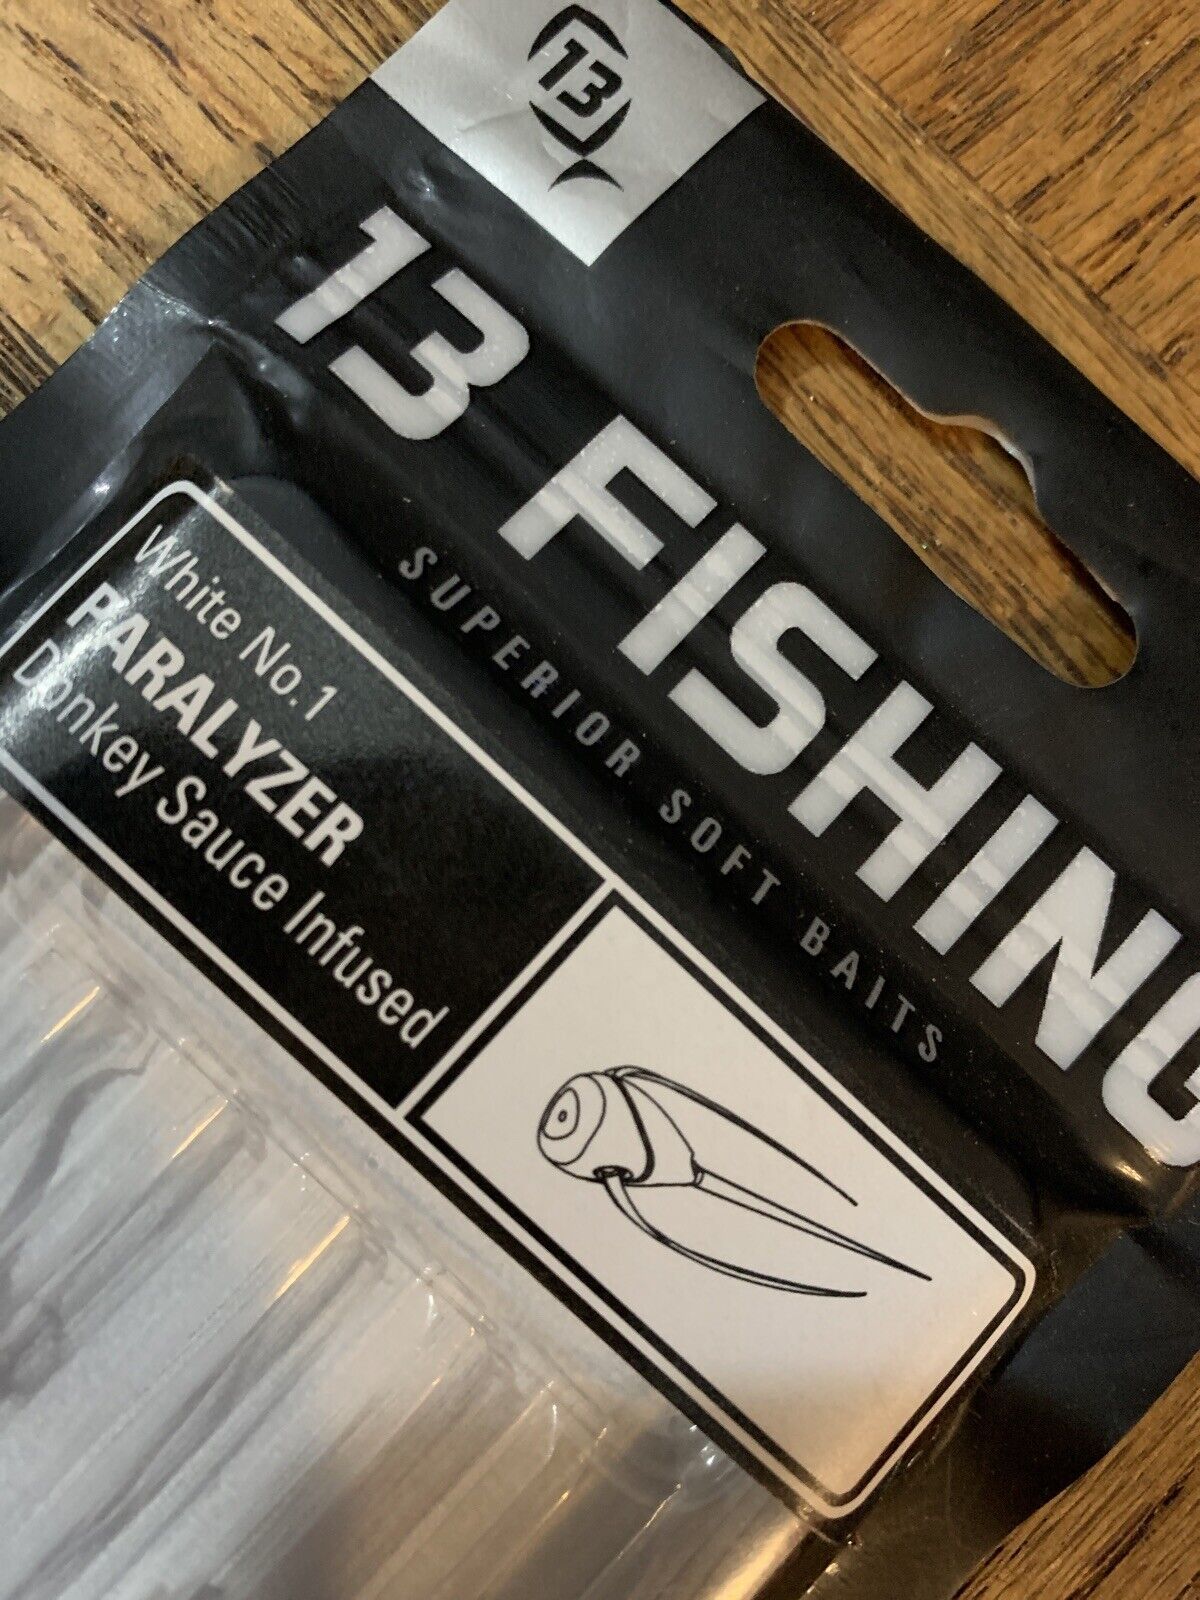 13
13 FISHING
SUPERIOR SOFT BAITS
White No.1
PARALYZER
Donkey Sauce Infused